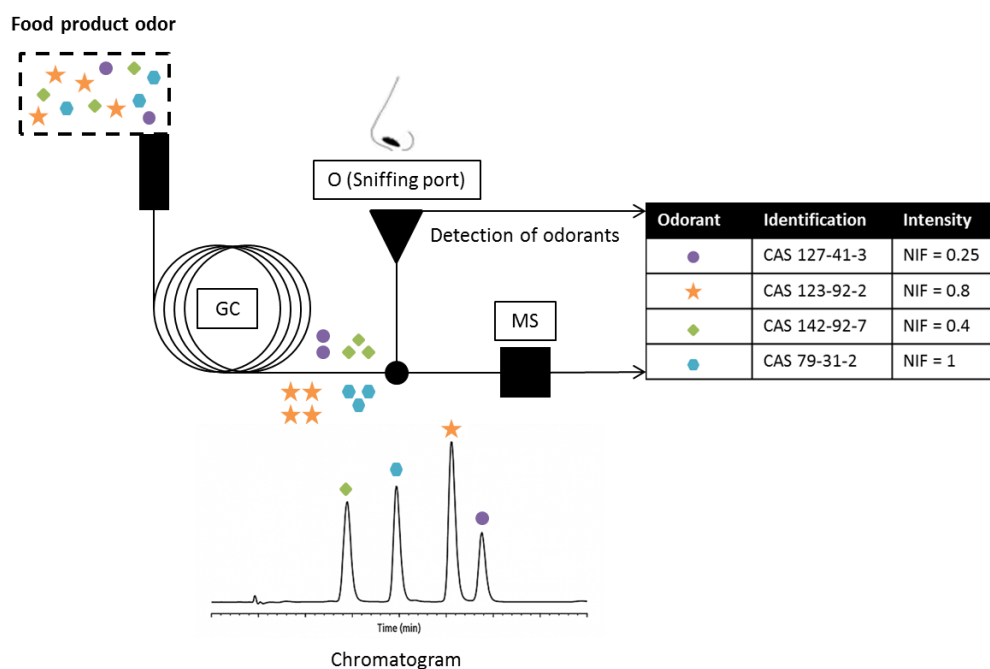 Food product odor
O (Sniffing port)
Detection of odorants
GC
MS
Odorant Identification Intensity
CAS 127-41-3 NIF = 0.25
CAS 123-92-2 NIF = 0.8
CAS 142-92-7 NIF = 0.4
CAS 79-31-2 NIF = 1
Time (min)
Chromatogram